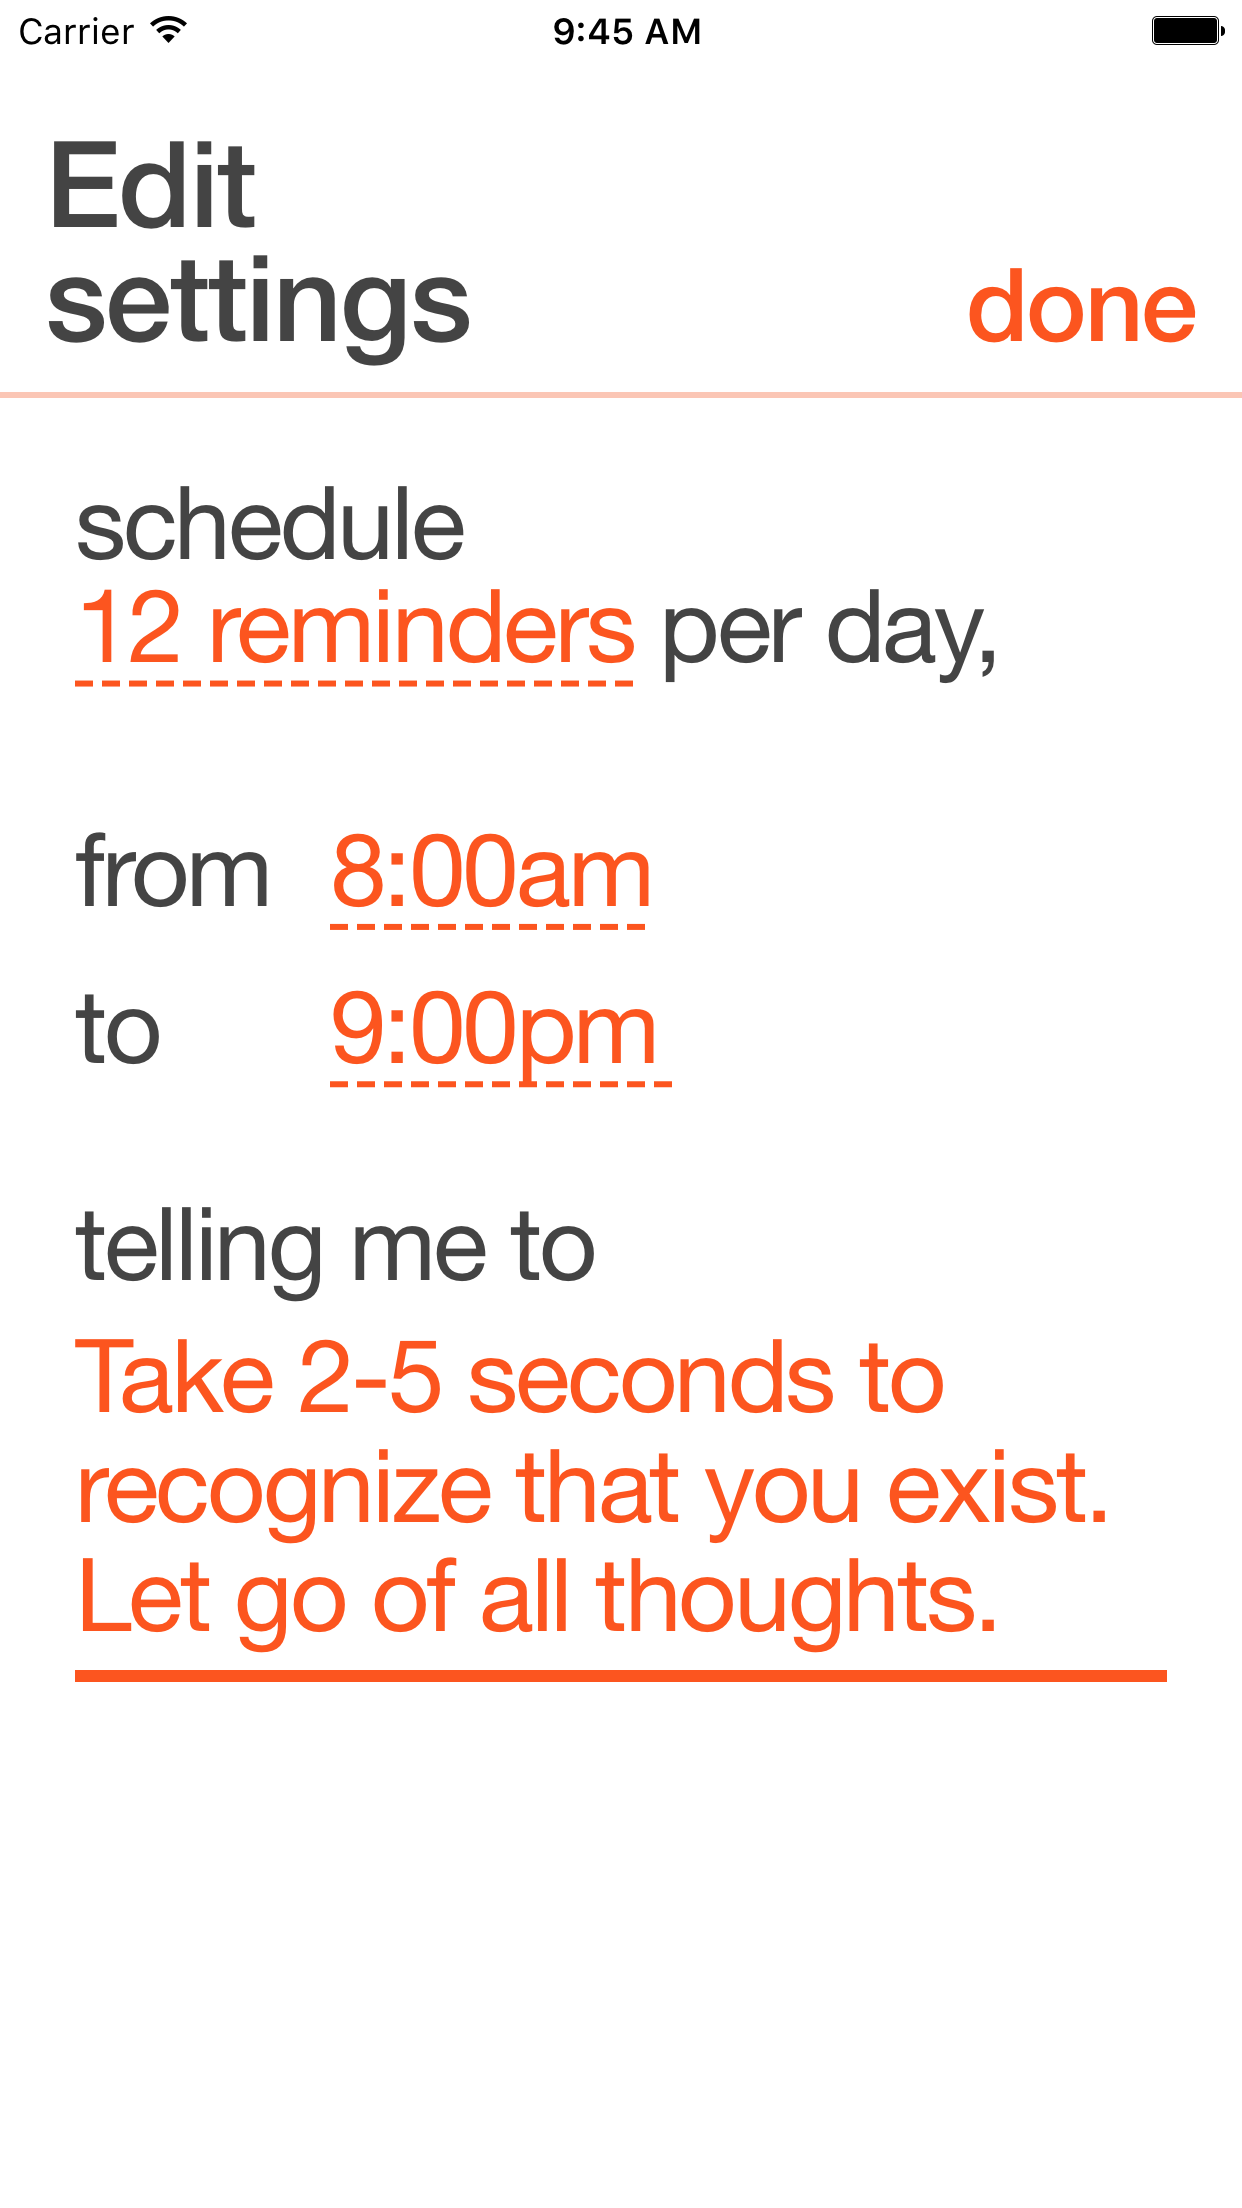 Carrier 9:45 AM
Edit
settings
done
schedule
12 reminders per day,
from 8:00am
to 9:00pm
telling me to
Take 2-5 seconds to
recognize that you exist.
Let go of all thoughts.